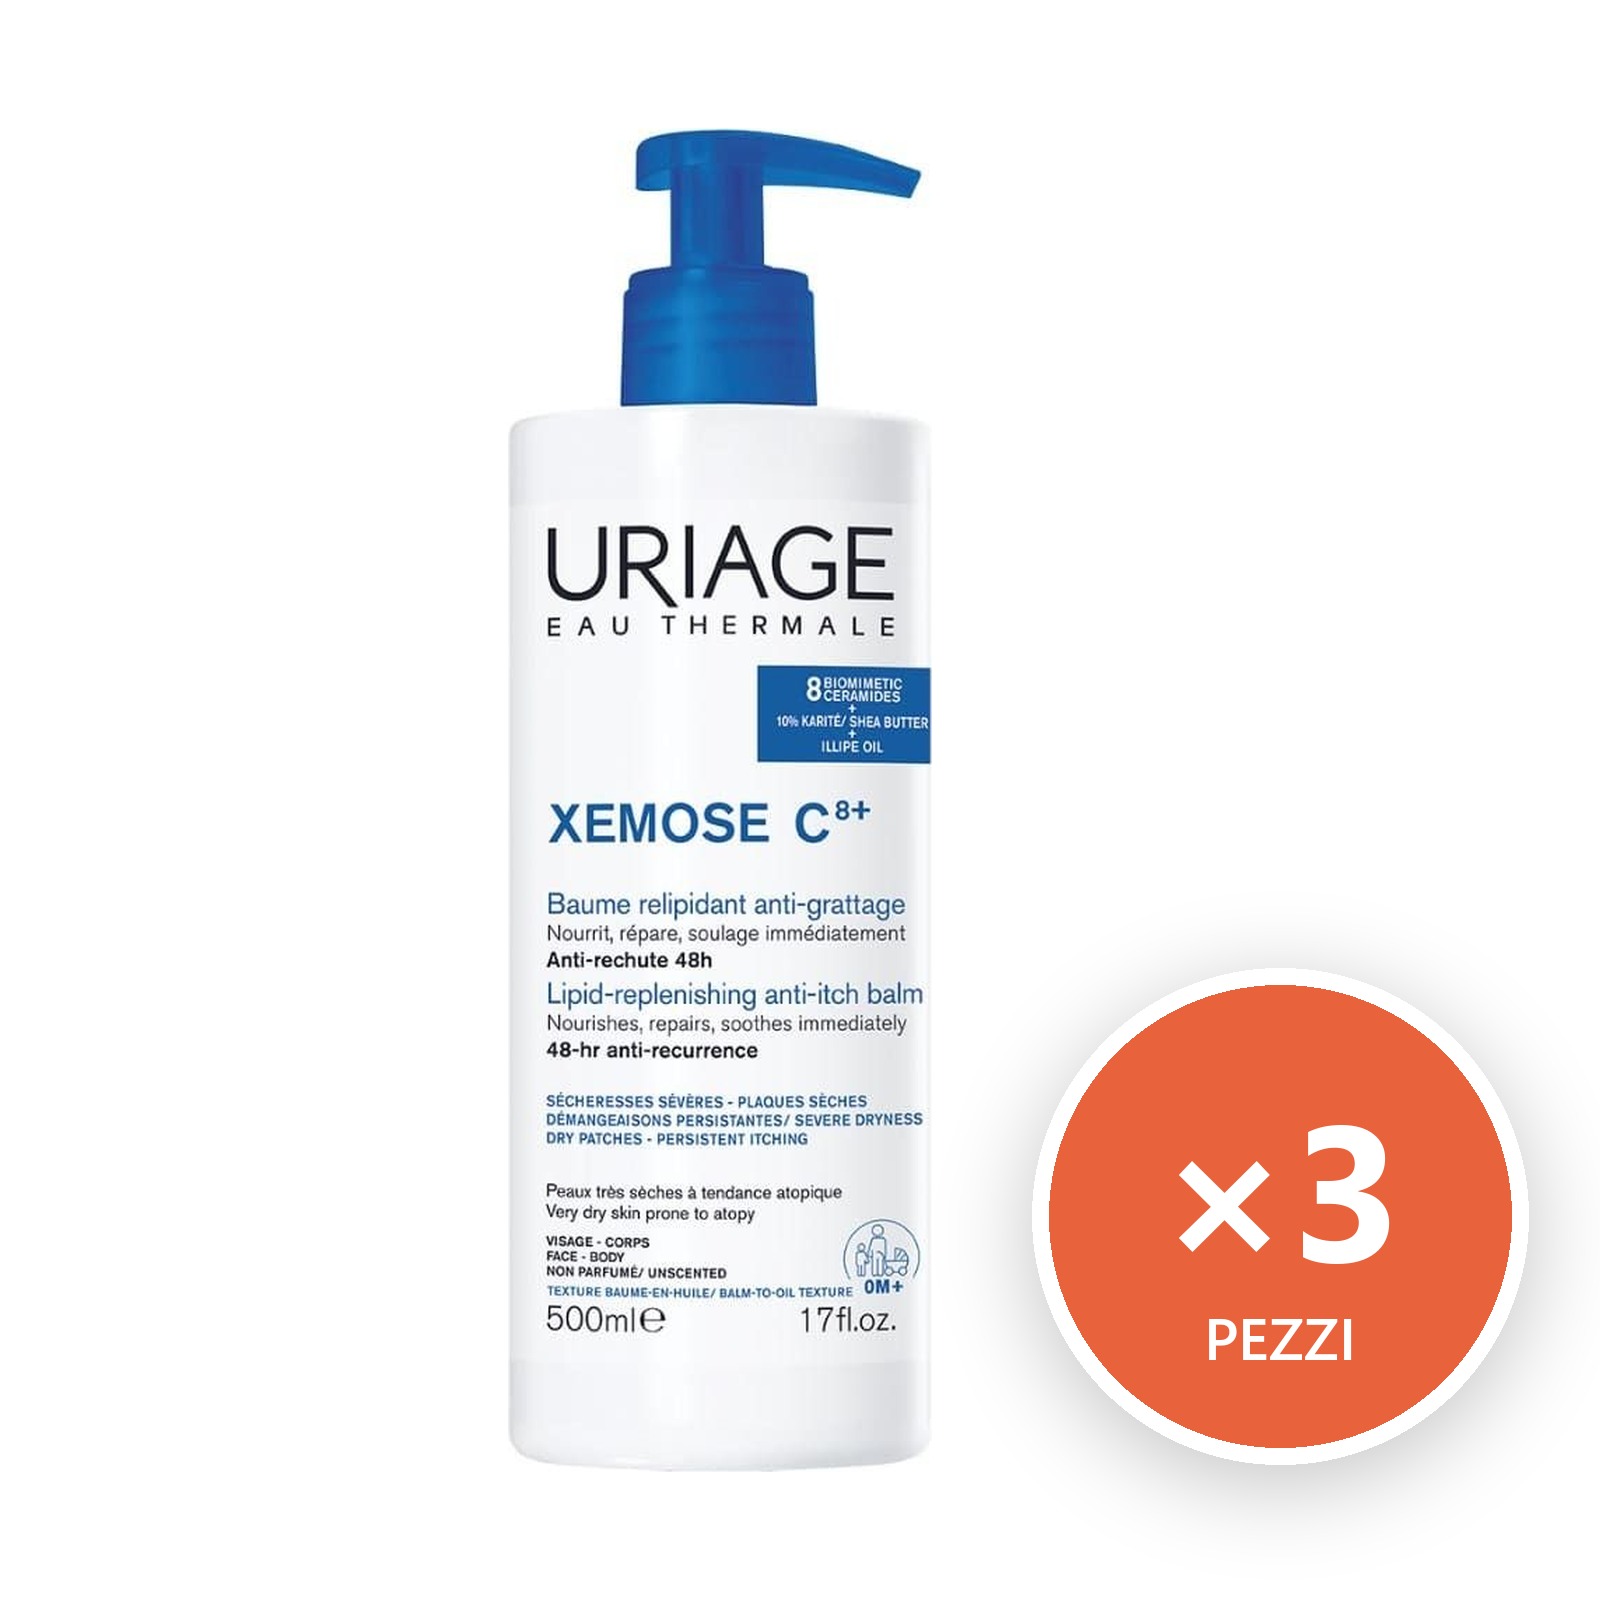 URIAGE
EAU THERMALE
8 BIOMIMETIC
CERAMIDES
+
10% KARITÉ/ SHEA BUTTER
+
ILLIPE OIL
XEMOSE C8+
Baume relipidant anti-grattage
Nourrit, répare, soulage immédiatement
Anti-rechute 48h
Lipid-replenishing anti-itch balm
Nourishes, repairs, soothes immediately
48-hr anti-recurrence
SÉCHERESSES SÉVÈRES - PLAQUES SÈCHES
DÉMANGEAISONS PERSISTANTES/ SEVERE DRYNESS
DRY PATCHES - PERSISTENT ITCHING
Peaux très sèches à tendance atopique
Very dry skin prone to atopy
VISAGE - CORPS
FACE - BODY
NON PARFUMÉ/ UNSCENTED
TEXTURE BAUME-EN-HUILE/ BALM-TO-OIL TEXTURE 0M+
500ml℮ 17fl.oz.
×3
PEZZI